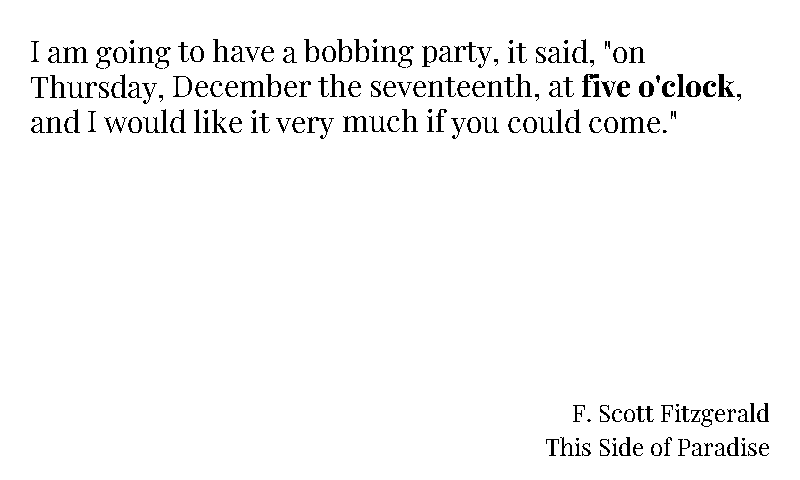 I am going to have a bobbing party, it said, "on
Thursday, December the seventeenth, at five o'clock,
and I would like it very much if you could come."
F. Scott Fitzgerald
This Side of Paradise